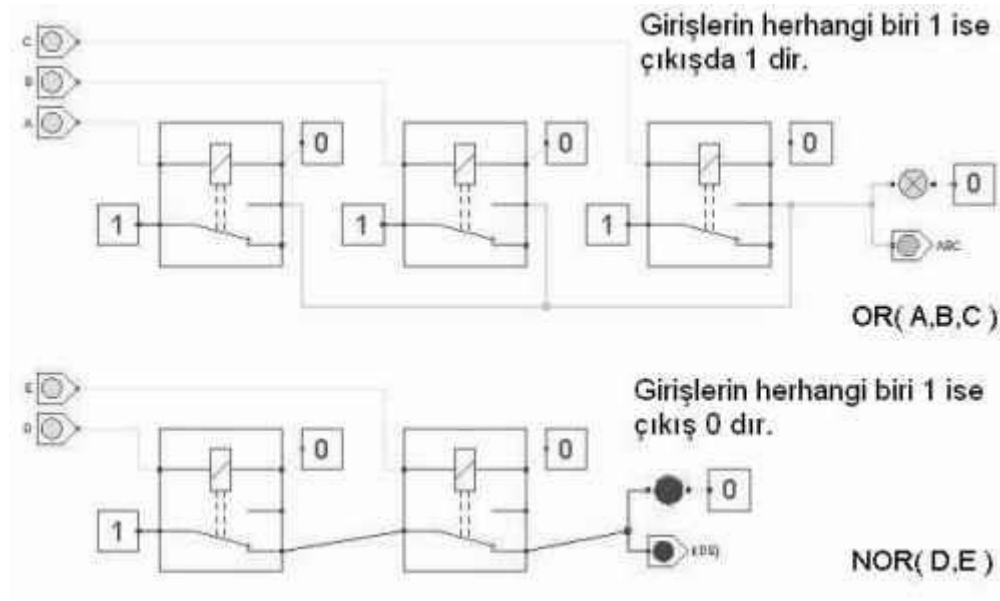 Girişlerin herhangi biri 1 ise
çıkışda 1 dir.
C
B
A
0
0
0
1
1
1
0
ABC
OR( A,B,C )
Girişlerin herhangi biri 1 ise
çıkış 0 dır.
E
D
0
0
1
0
NOR( D,E )